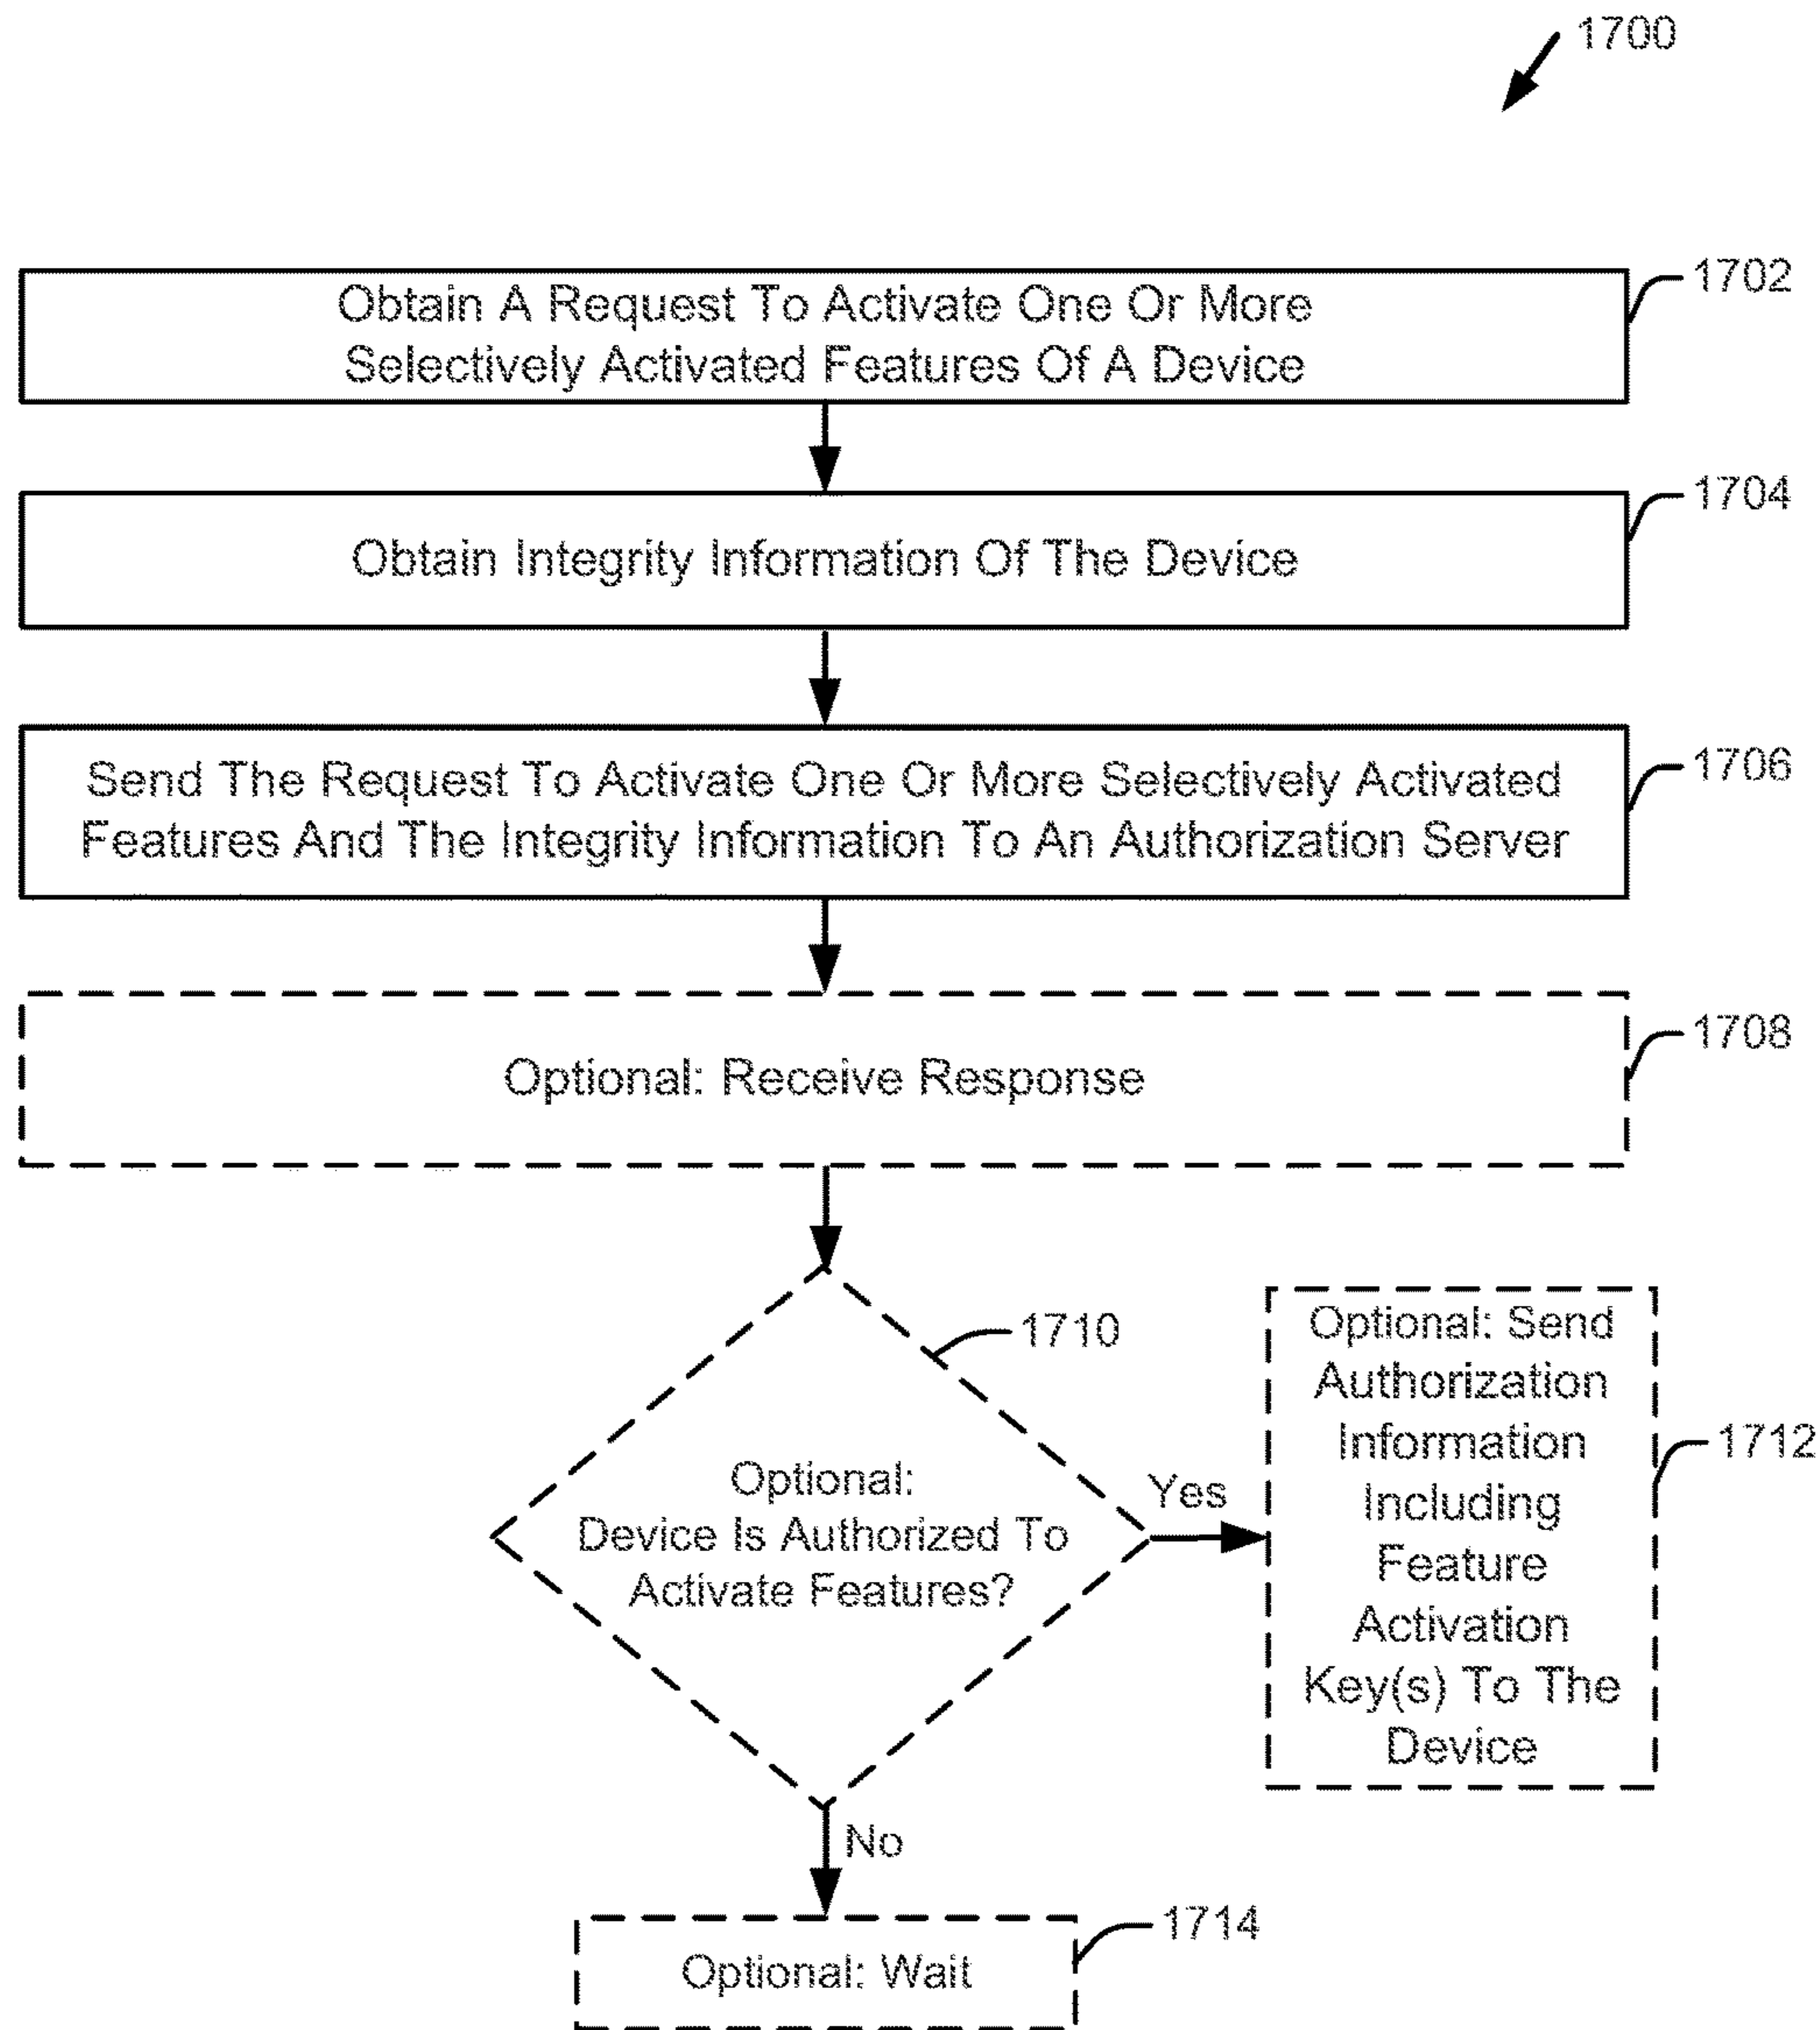 1700
Obtain A Request To Activate One Or More
Selectively Activated Features Of A Device
1702
Obtain Integrity Information Of The Device
1704
Send The Request To Activate One Or More Selectively Activated
Features And The Integrity Information To An Authorization Server
1706
Optional: Receive Response
1708
Optional:
Device Is Authorized To
Activate Features?
1710
Yes
Optional: Send
Authorization
Information
Including
Feature
Activation
Key(s) To The
Device
1712
No
Optional: Wait
1714